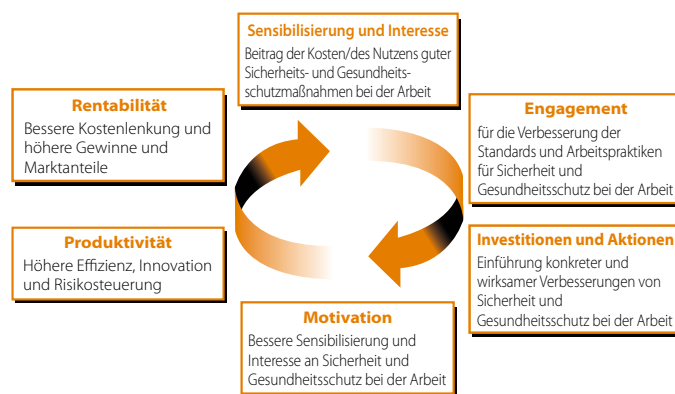 Sensibilisierung und Interesse
Beitrag der Kosten/des Nutzens guter
Sicherheits- und Gesundheits-
schutzmaßnahmen bei der Arbeit
Engagement
für die Verbesserung der
Standards und Arbeitspraktiken
für Sicherheit und
Gesundheitsschutz bei der Arbeit
Investitionen und Aktionen
Einführung konkreter und
wirksamer Verbesserungen von
Sicherheit und
Gesundheitsschutz bei der Arbeit
Motivation
Bessere Sensibilisierung und
Interesse an Sicherheit und
Gesundheitsschutz bei der Arbeit
Produktivität
Höhere Effizienz, Innovation
und Risikosteuerung
Rentabilität
Bessere Kostenlenkung und
höhere Gewinne und
Marktanteile